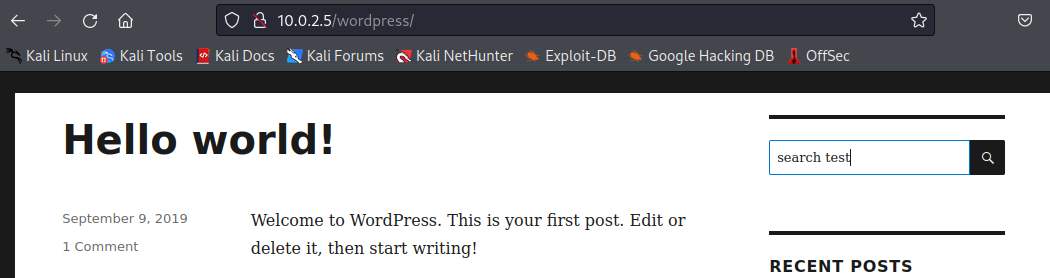 10.0.2.5/wordpress/
Kali Linux Kali Tools Kali Docs Kali Forums Kali NetHunter Exploit-DB Google Hacking DB OffSec
Hello world!
September 9, 2019
1 Comment
Welcome to WordPress. This is your first post. Edit or
delete it, then start writing!
search test
RECENT POSTS